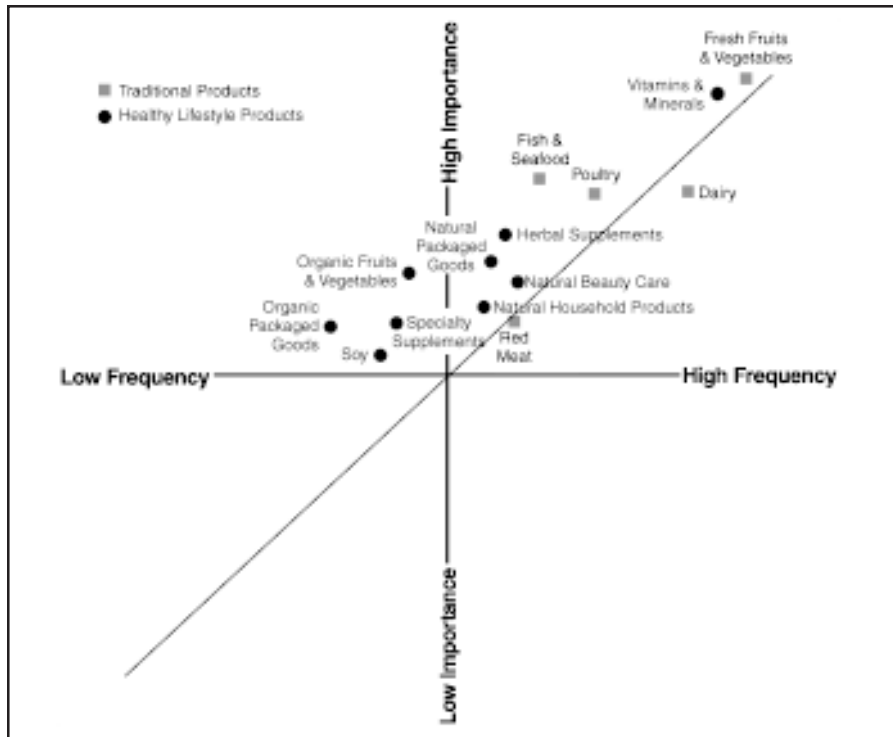 Traditional Products
Healthy Lifestyle Products
High Importance
Fresh Fruits
& Vegetables
Vitamins &
Minerals
Fish &
Seafood
Poultry
Dairy
Natural
Packaged
Goods
Herbal Supplements
Organic Fruits
& Vegetables
Natural Beauty Care
Organic
Packaged
Goods
Natural Household Products
Specialty
Supplements
Red
Meat
Soy
Low Frequency
High Frequency
Low Importance